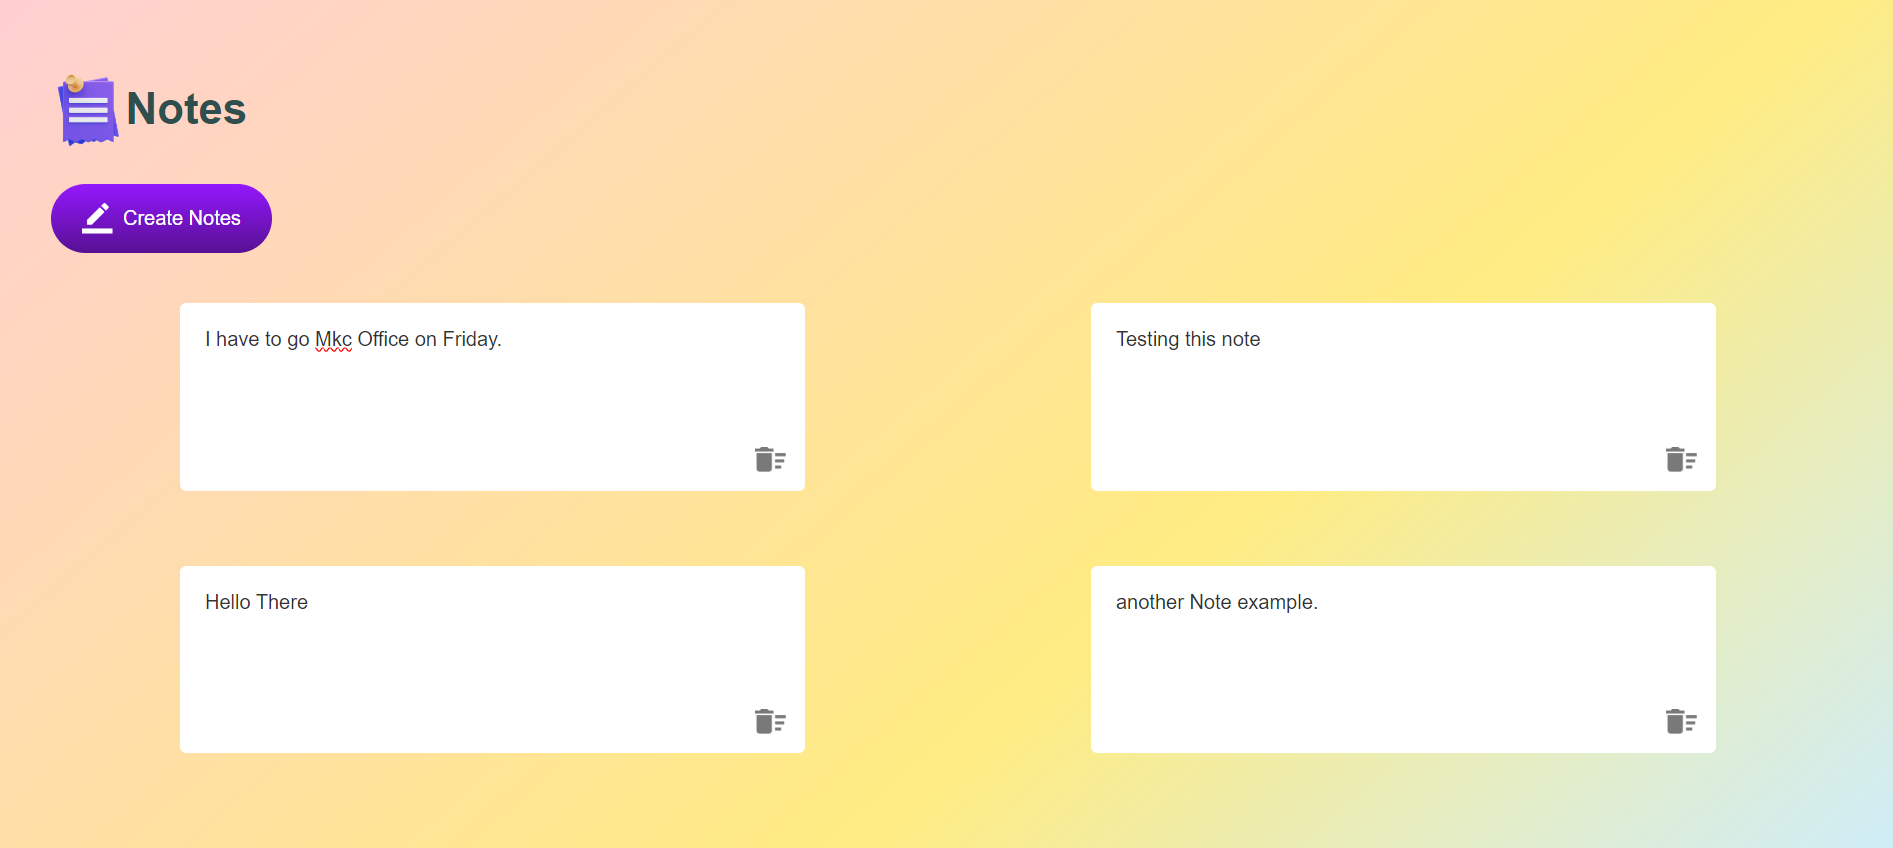 Notes
Create Notes
I have to go Mkc Office on Friday.
Testing this note
Hello There
another Note example.